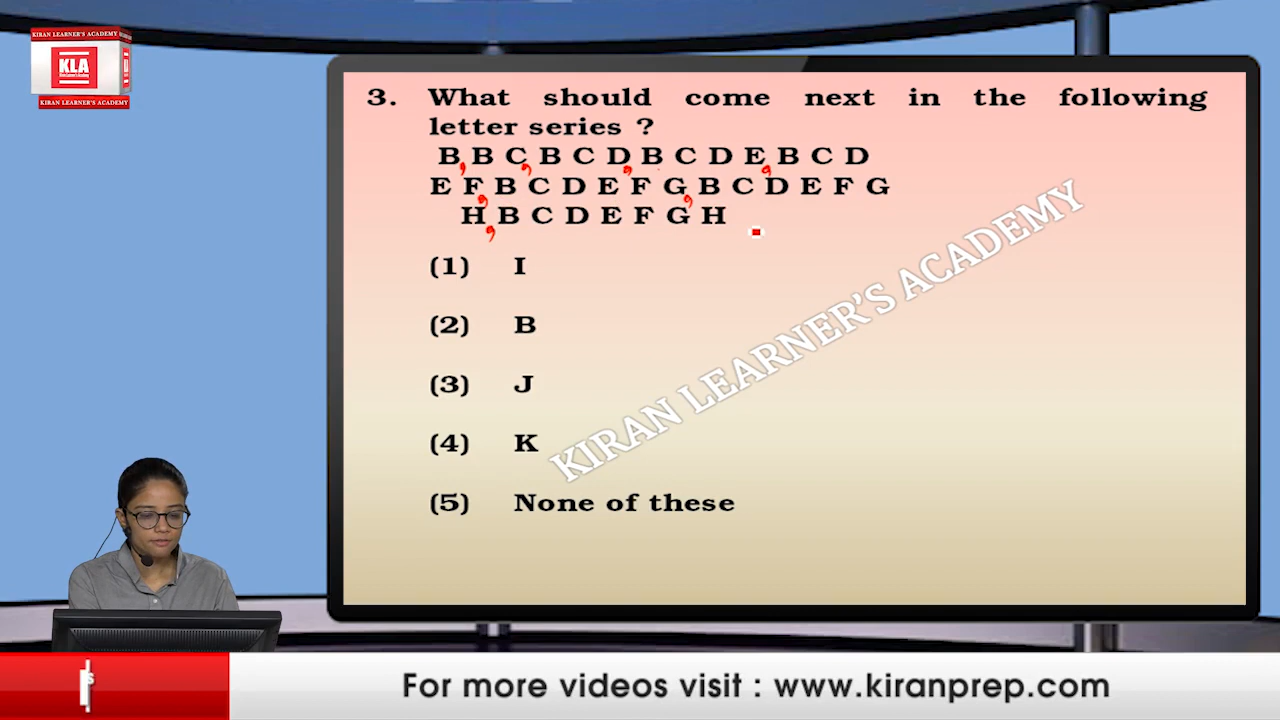 KIRAN LEARNER'S ACADEMY
KLA
KIRAN LEARNER'S ACADEMY
3. What should come next in the following
letter series ?
B, B C, B C D, B C D E, B C D
E F, B C D E F G, B C D E F G
H, B C D E F G H
(1) I
(2) B
(3) J
(4) K
(5) None of these
KIRAN LEARNER'S ACADEMY
For more videos visit : www.kiranprep.com